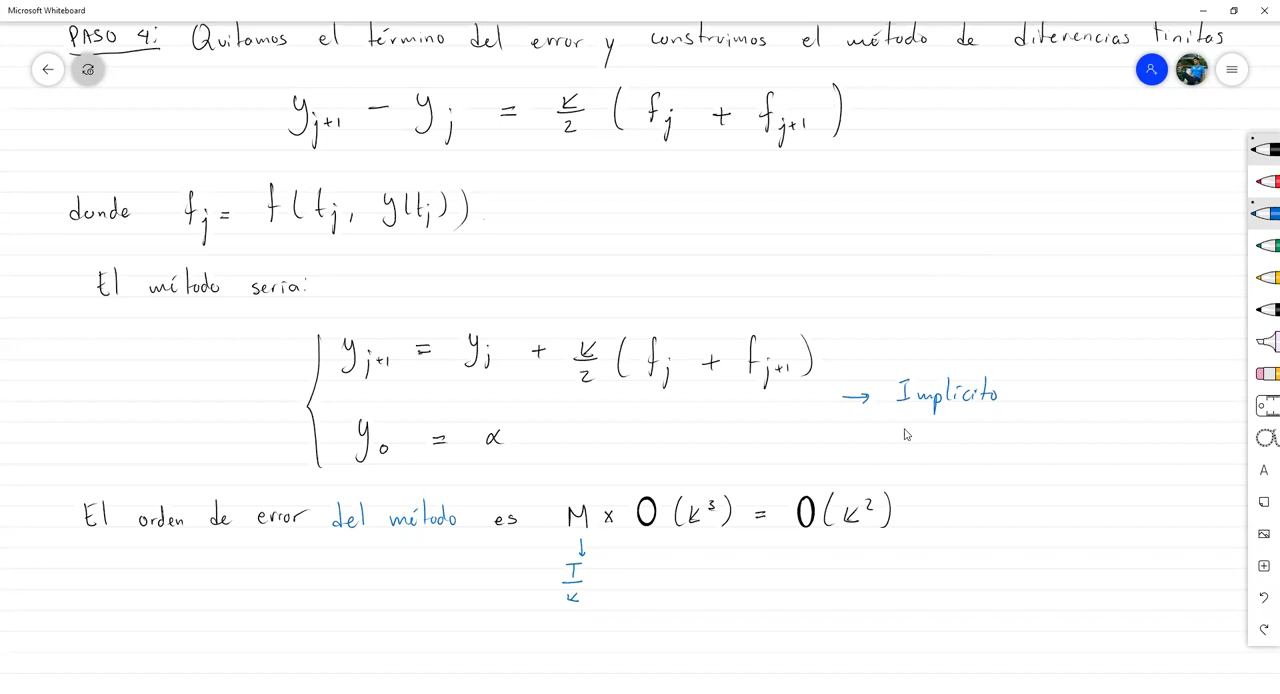 Microsoft Whiteboard
PASO 4: Quitamos el término del error y construimos el método de diferencias finitas
y_{j+1} - y_j = k/2 ( f_j + f_{j+1} )
donde f_j = f( t_j, y(t_j))
El método sería:
y_{j+1} = y_j + k/2 ( f_j + f_{j+1} )
→ Implícito
y_0 = α
El orden de error del método es M x O(k³) = O(k²)
↓
T/k
A